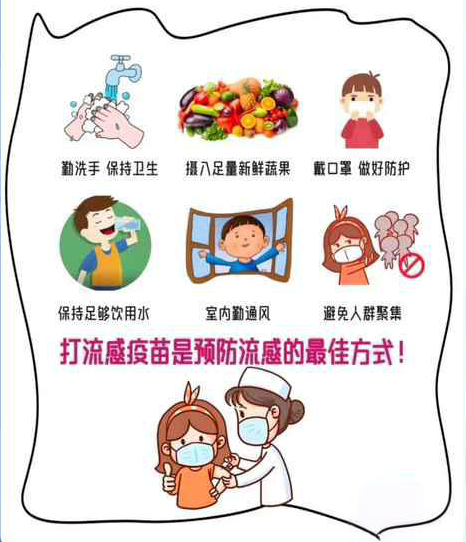 勤洗手 保持卫生
摄入足量新鲜蔬果
戴口罩 做好防护
保持足够饮用水
室内勤通风
避免人群聚集
打流感疫苗是预防流感的最佳方式！